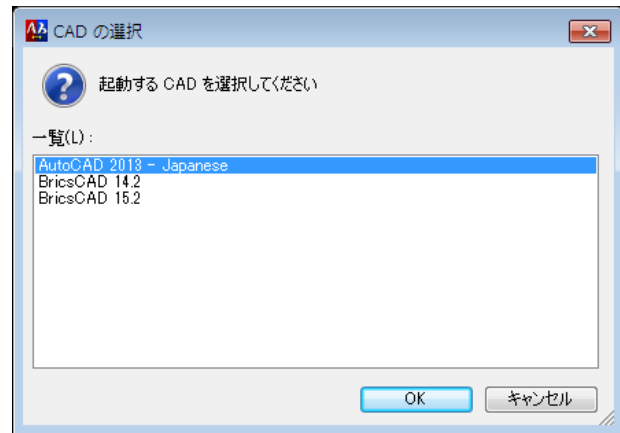 CAD の選択
起動する CAD を選択してください
一覧(L) :
AutoCAD 2013 - Japanese
BricsCAD 14.2
BricsCAD 15.2
OK キャンセル